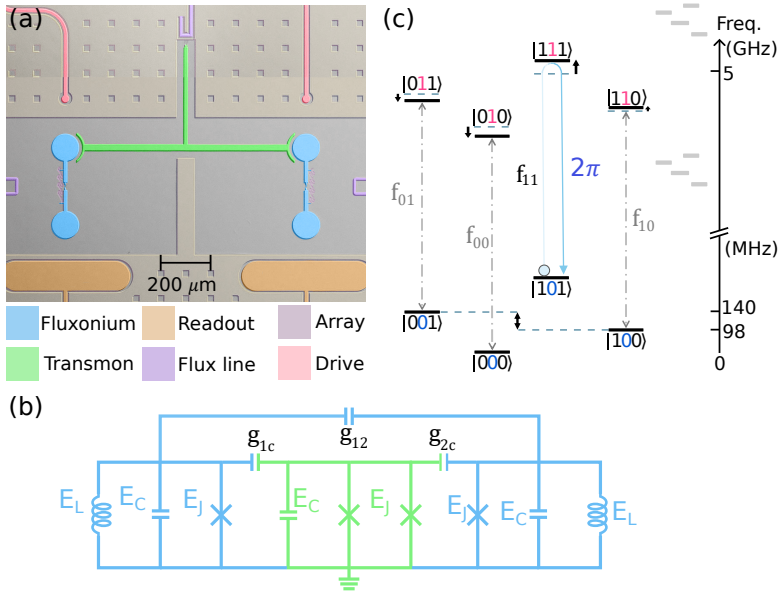 (a)
200 μm
Fluxonium
Readout
Array
Transmon
Flux line
Drive
(c)
Freq.
(GHz)
5
(MHz)
140
98
0
|011⟩
|010⟩
|111⟩
|110⟩
f01
f00
f11
2π
f10
|001⟩
|000⟩
|101⟩
|100⟩
(b)
g1c
g12
g2c
EL
EC
EJ
EC
EJ
EJ
EC
EL